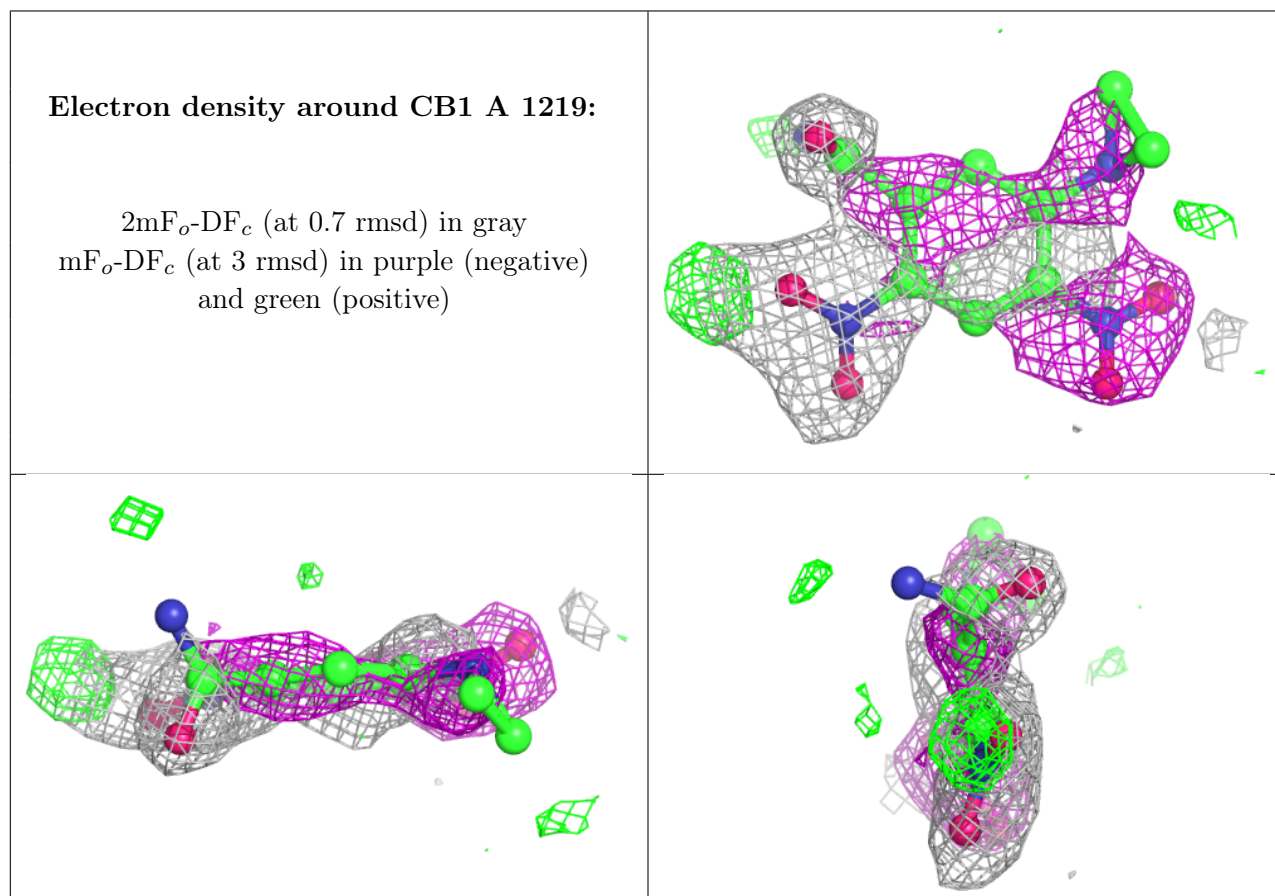 Electron density around CB1 A 1219:
2mFo-DFc (at 0.7 rmsd) in gray
mFo-DFc (at 3 rmsd) in purple (negative)
and green (positive)